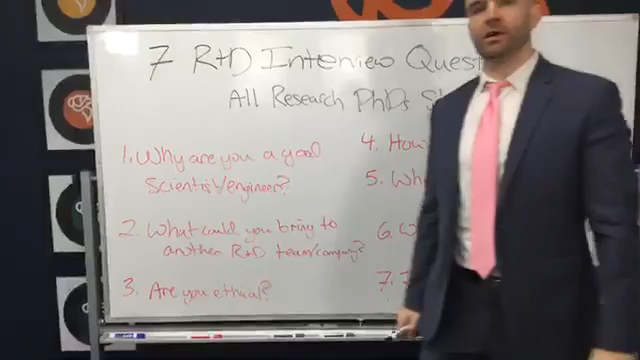 7 R+D Interview Quest
All Research PhDs S
1. Why are you a good
Scientist/engineer?
2. What could you bring to
another R+D team/company?
3. Are you ethical?
4. How
5. Wh
6.
7.